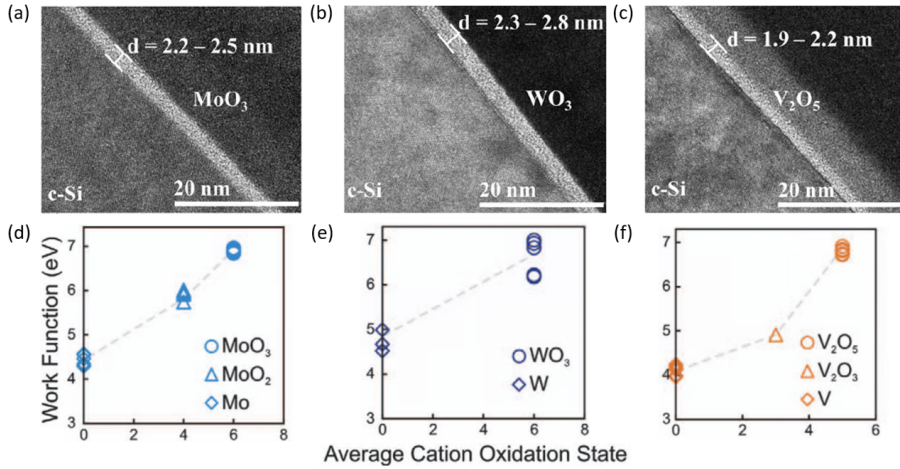 (a)
d = 2.2 – 2.5 nm
MoO₃
c-Si
20 nm
(b)
d = 2.3 – 2.8 nm
WO₃
c-Si
20 nm
(c)
d = 1.9 – 2.2 nm
V₂O₅
c-Si
20 nm
(d)
Work Function (eV)
7
6
5
4
3
0 2 4 6 8
MoO₃
MoO₂
Mo
(e)
7
6
5
4
3
0 2 4 6 8
WO₃
W
(f)
7
6
5
4
3
0 2 4 6
V₂O₅
V₂O₃
V
Average Cation Oxidation State